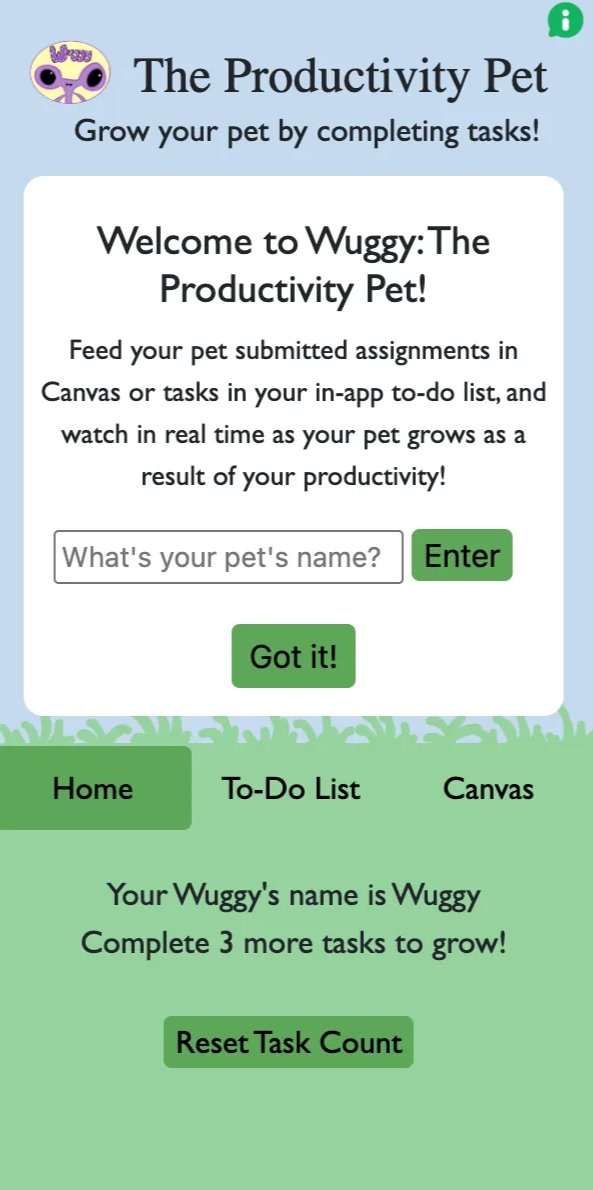 Wuggy
The Productivity Pet
Grow your pet by completing tasks!
Welcome to Wuggy: The
Productivity Pet!
Feed your pet submitted assignments in
Canvas or tasks in your in-app to-do list, and
watch in real time as your pet grows as a
result of your productivity!
What's your pet's name? Enter
Got it!
Home To-Do List Canvas
Your Wuggy's name is Wuggy
Complete 3 more tasks to grow!
Reset Task Count